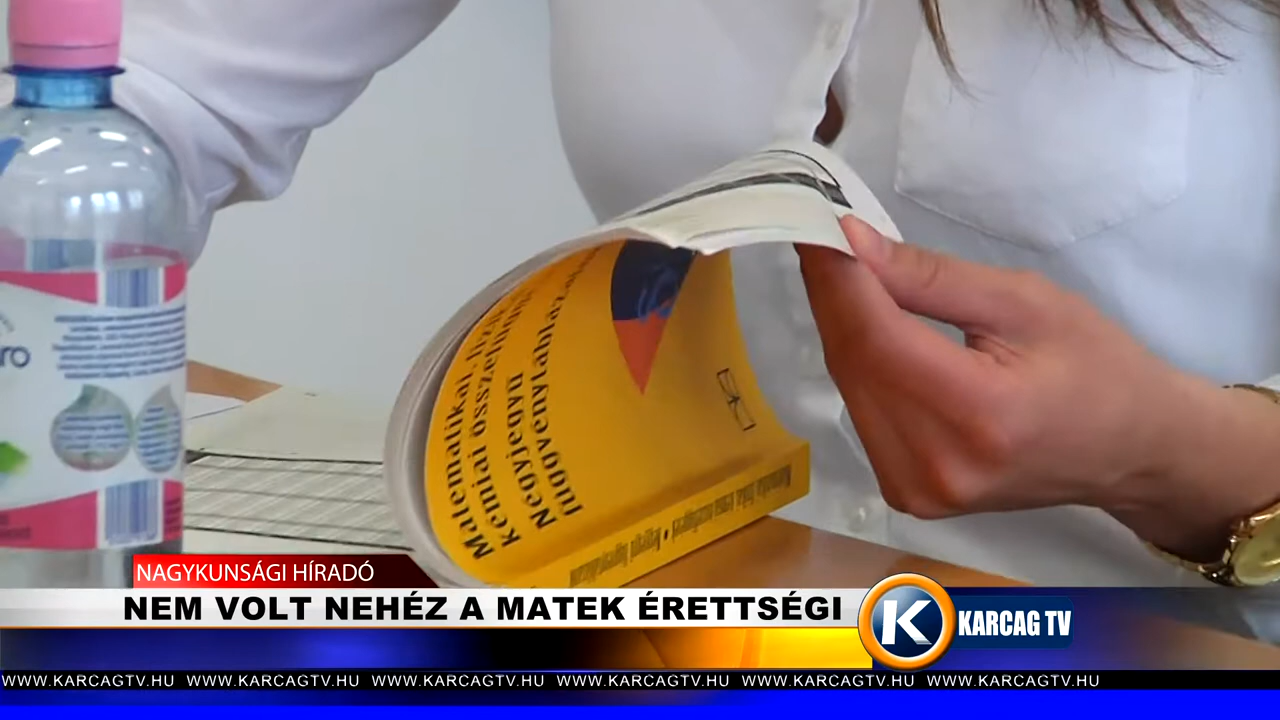 ro
Matematikai, fizikai,
kémiai összefüggések
Négyjegyű
függvénytáblázatok
NAGYKUNSÁGI HÍRADÓ
NEM VOLT NEHÉZ A MATEK ÉRETTSÉGI
K KARCAG TV
WWW.KARCAGTV.HU WWW.KARCAGTV.HU WWW.KARCAGTV.HU WWW.KARCAGTV.HU WWW.KARCAGTV.HU WWW.KARCAGTV.HU